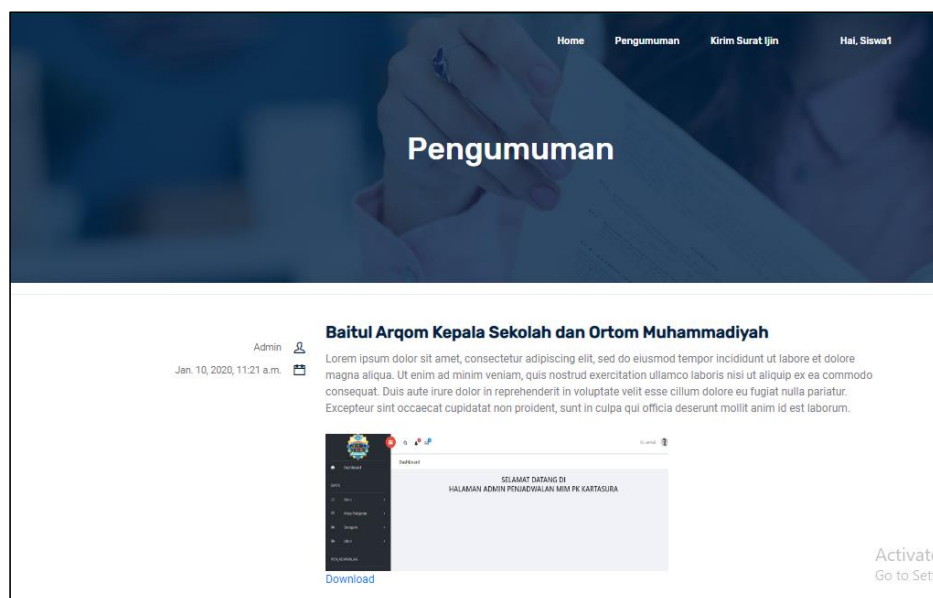 Home Pengumuman Kirim Surat Ijin Hai, Siswa1
Pengumuman
Baitul Arqom Kepala Sekolah dan Ortom Muhammadiyah
Admin
Jan. 10, 2020, 11:21 a.m.
Lorem ipsum dolor sit amet, consectetur adipiscing elit, sed do eiusmod tempor incididunt ut labore et dolore
magna aliqua. Ut enim ad minim veniam, quis nostrud exercitation ullamco laboris nisi ut aliquip ex ea commodo
consequat. Duis aute irure dolor in reprehenderit in voluptate velit esse cillum dolore eu fugiat nulla pariatur.
Excepteur sint occaecat cupidatat non proident, sunt in culpa qui officia deserunt mollit anim id est laborum.
Dashboard
Dashboard
SELAMAT DATANG DI
HALAMAN ADMIN PENJADWALAN MIM PK KARTASURA
Download
Activate
Go to Set